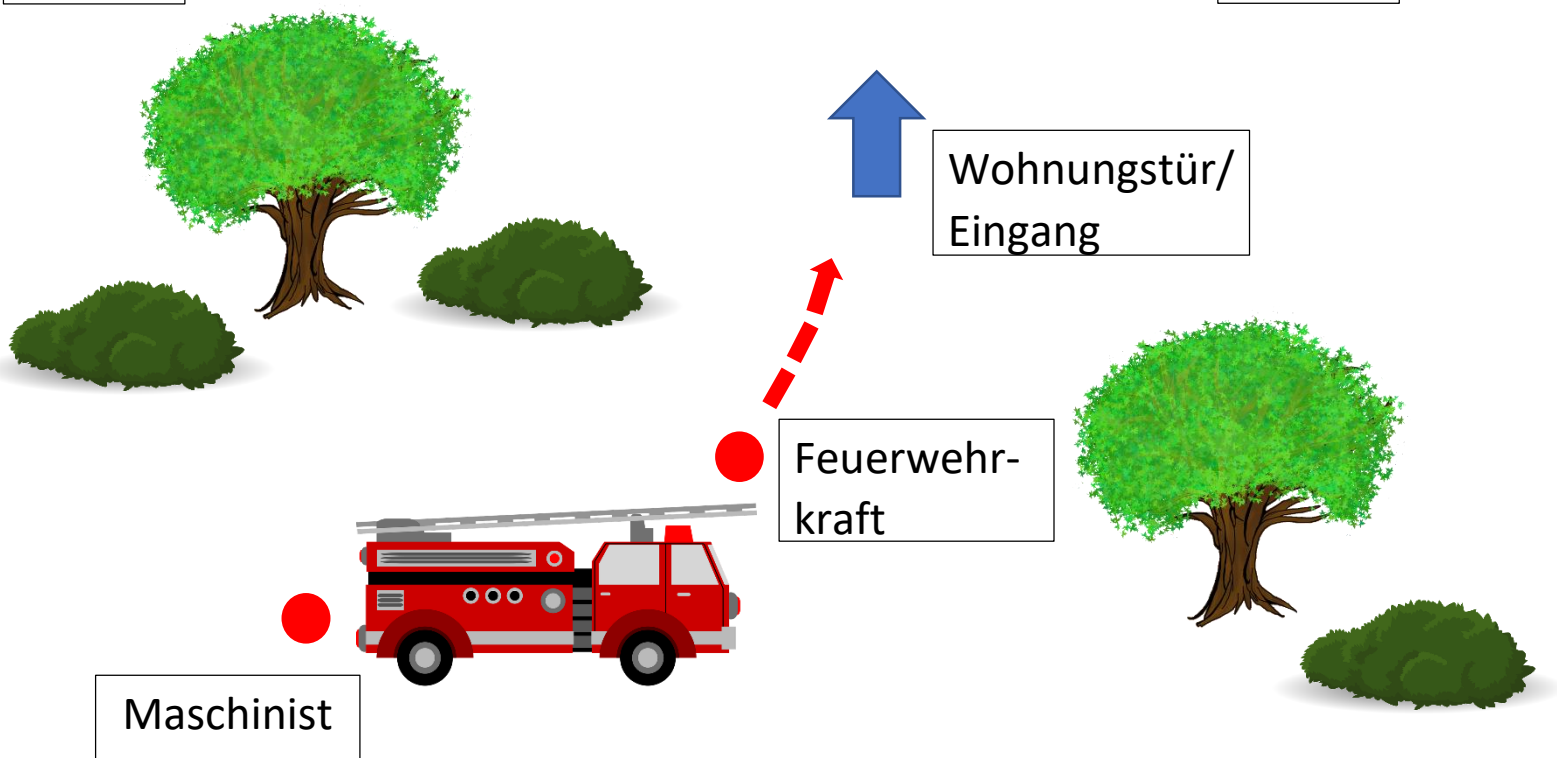 Wohnungstür/
Eingang
Feuerwehr-
kraft
Maschinist